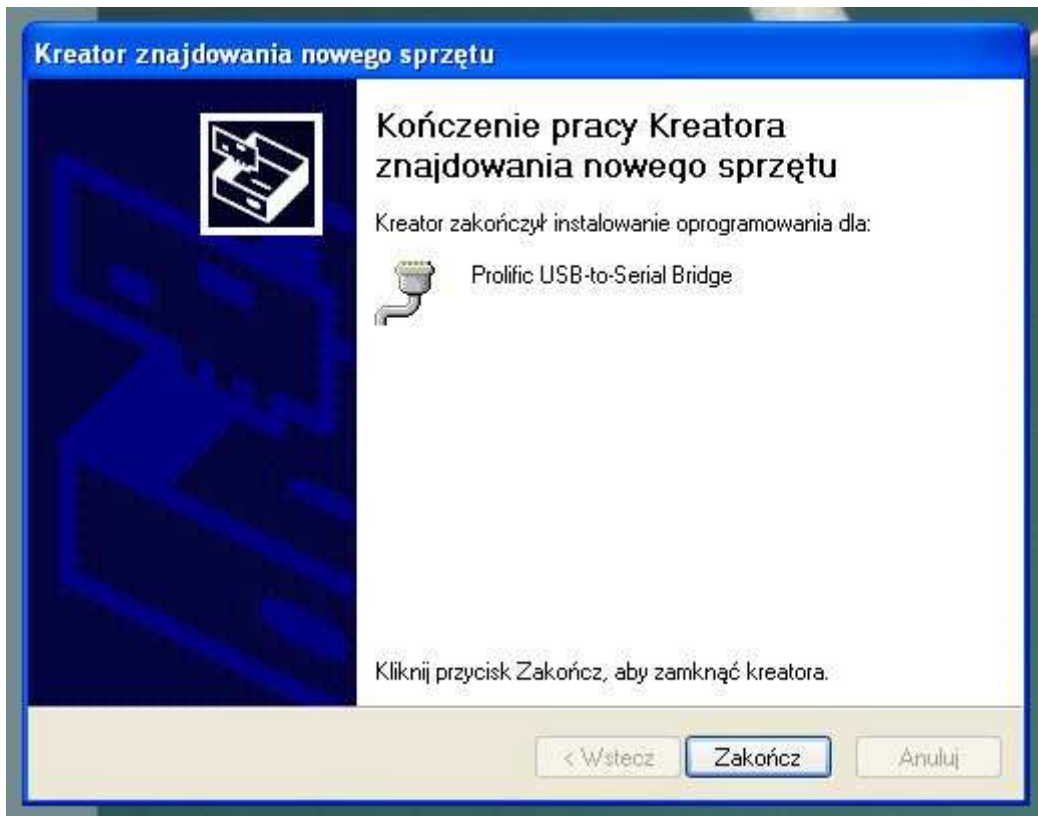 Kreator znajdowania nowego sprzętu
Kończenie pracy Kreatora
znajdowania nowego sprzętu
Kreator zakończył instalowanie oprogramowania dla:
Prolific USB-to-Serial Bridge
Kliknij przycisk Zakończ, aby zamknąć kreatora.
< Wstecz
Zakończ
Anuluj